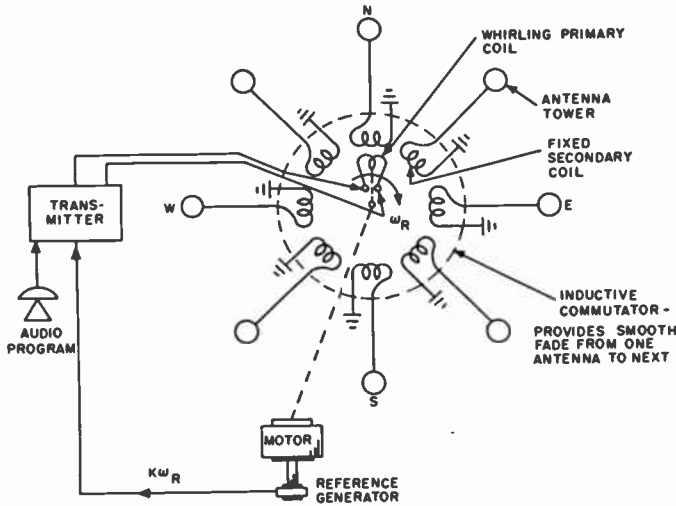 N
WHIRLING PRIMARY
COIL
ANTENNA
TOWER
FIXED
SECONDARY
COIL
TRANS-
MITTER
W
E
ωR
INDUCTIVE
COMMUTATOR-
PROVIDES SMOOTH
FADE FROM ONE
ANTENNA TO NEXT
AUDIO
PROGRAM
S
MOTOR
KωR
REFERENCE
GENERATOR